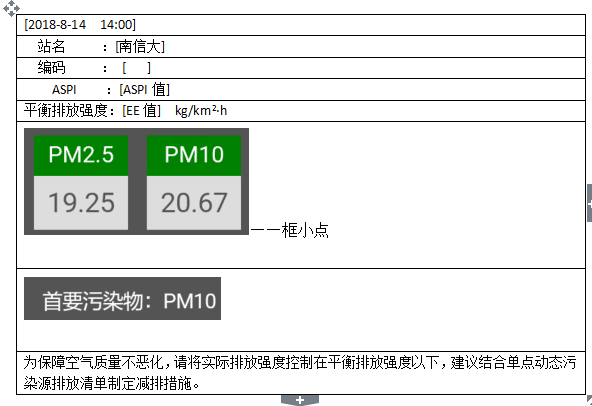 [2018-8-14 14:00]
站名 ：[南信大]
编码 ： [ ]
ASPI ：[ASPI 值]
平衡排放强度：[EE 值] kg/km²·h
PM2.5 PM10
19.25 20.67
一一框小点
首要污染物：PM10
为保障空气质量不恶化，请将实际排放强度控制在平衡排放强度以下，建议结合单点动态污
染源排放清单制定减排措施。